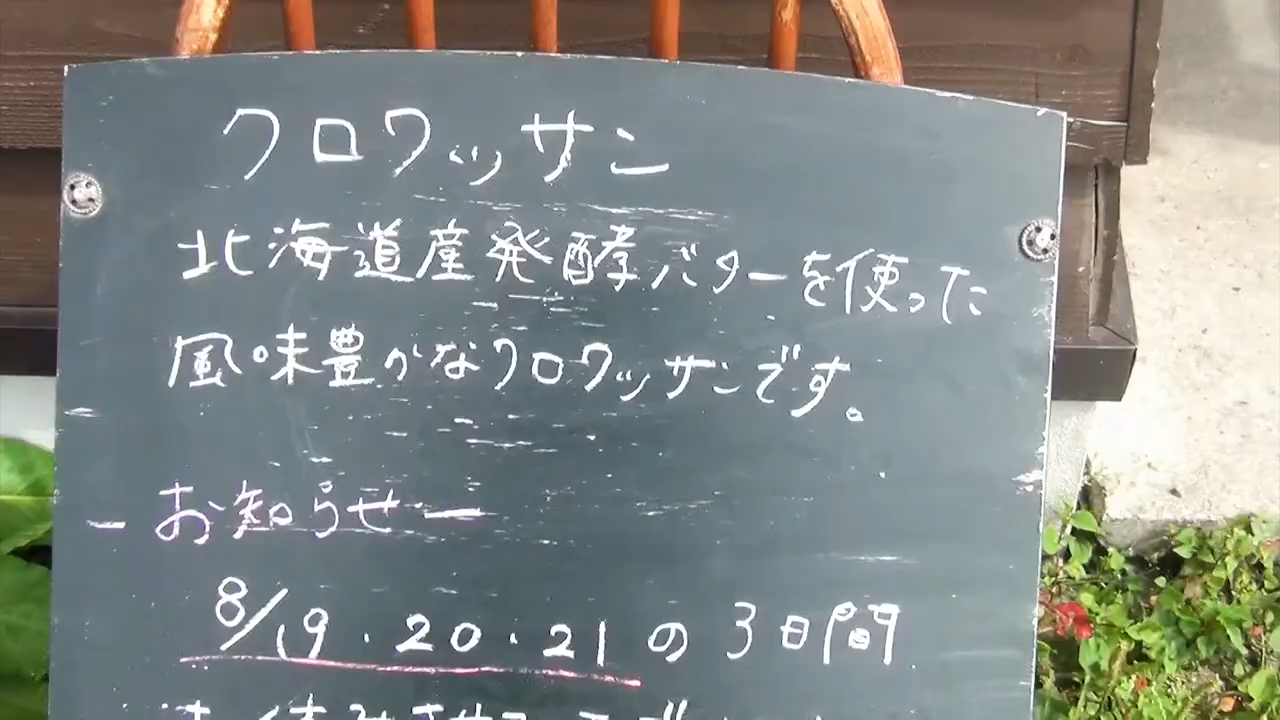 クロワッサン
北海道産発酵バターを使った
風味豊かなクロワッサンです。
－お知らせ－
8/19・20・21の3日間